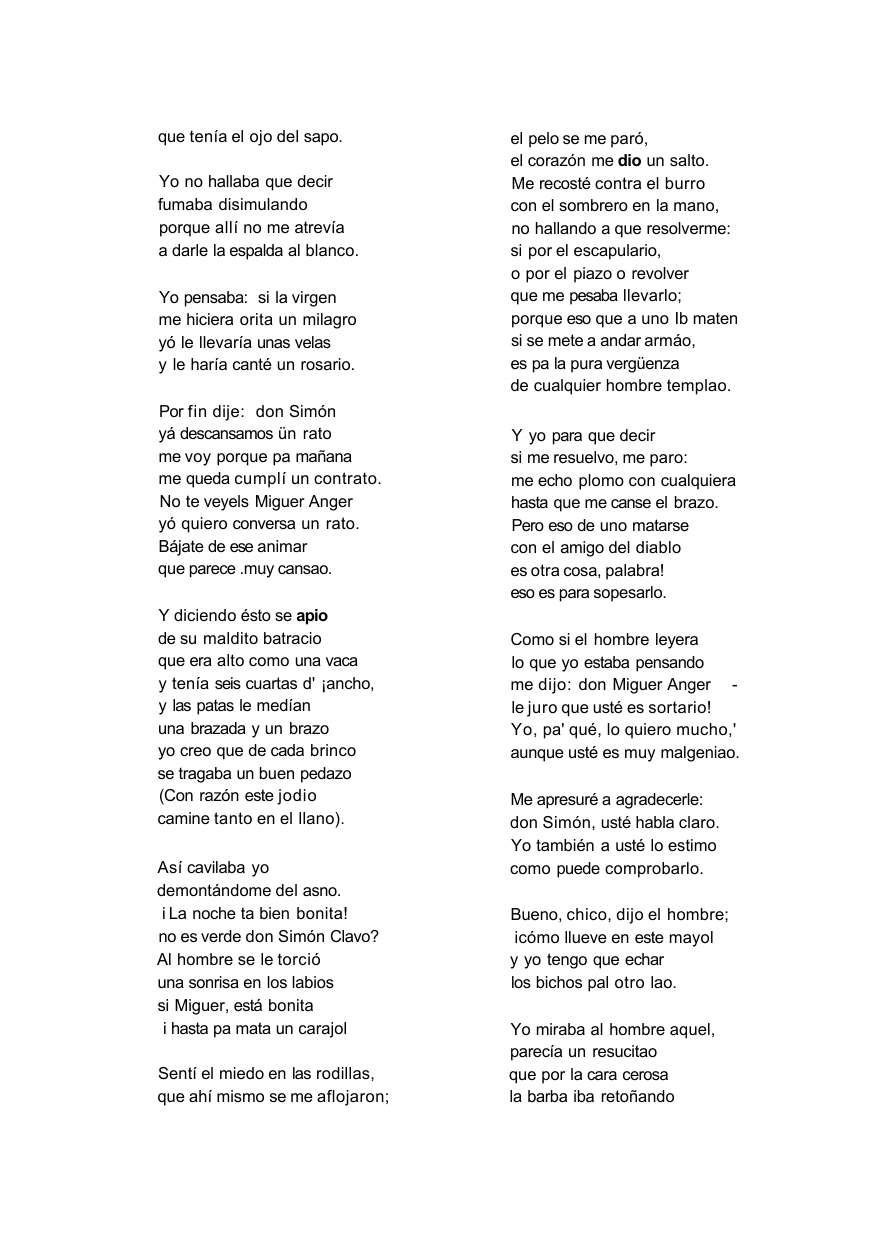 que tenía el ojo del sapo.

Yo no hallaba que decir
fumaba disimulando
porque allí no me atrevía
a darle la espalda al blanco.

Yo pensaba: si la virgen
me hiciera orita un milagro
yó le llevaría unas velas
y le haría canté un rosario.

Por fin dije: don Simón
yá descansamos ün rato
me voy porque pa mañana
me queda cumplí un contrato.
No te veyels Miguer Anger
yó quiero conversa un rato.
Bájate de ese animar
que parece .muy cansao.

Y diciendo ésto se apio
de su maldito batracio
que era alto como una vaca
y tenía seis cuartas d' ¡ancho,
y las patas le medían
una brazada y un brazo
yo creo que de cada brinco
se tragaba un buen pedazo
(Con razón este jodio
camine tanto en el llano).

Así cavilaba yo
demontándome del asno.
i La noche ta bien bonita!
no es verde don Simón Clavo?
Al hombre se le torció
una sonrisa en los labios
si Miguer, está bonita
i hasta pa mata un carajol

Sentí el miedo en las rodillas,
que ahí mismo se me aflojaron;

el pelo se me paró,
el corazón me dio un salto.
Me recosté contra el burro
con el sombrero en la mano,
no hallando a que resolverme:
si por el escapulario,
o por el piazo o revolver
que me pesaba llevarlo;
porque eso que a uno Ib maten
si se mete a andar armáo,
es pa la pura vergüenza
de cualquier hombre templao.

Y yo para que decir
si me resuelvo, me paro:
me echo plomo con cualquiera
hasta que me canse el brazo.
Pero eso de uno matarse
con el amigo del diablo
es otra cosa, palabra!
eso es para sopesarlo.

Como si el hombre leyera
lo que yo estaba pensando
me dijo: don Miguer Anger -
le juro que usté es sortario!
Yo, pa' qué, lo quiero mucho,'
aunque usté es muy malgeniao.

Me apresuré a agradecerle:
don Simón, usté habla claro.
Yo también a usté lo estimo
como puede comprobarlo.

Bueno, chico, dijo el hombre;
icómo llueve en este mayol
y yo tengo que echar
los bichos pal otro lao.

Yo miraba al hombre aquel,
parecía un resucitao
que por la cara cerosa
la barba iba retoñando